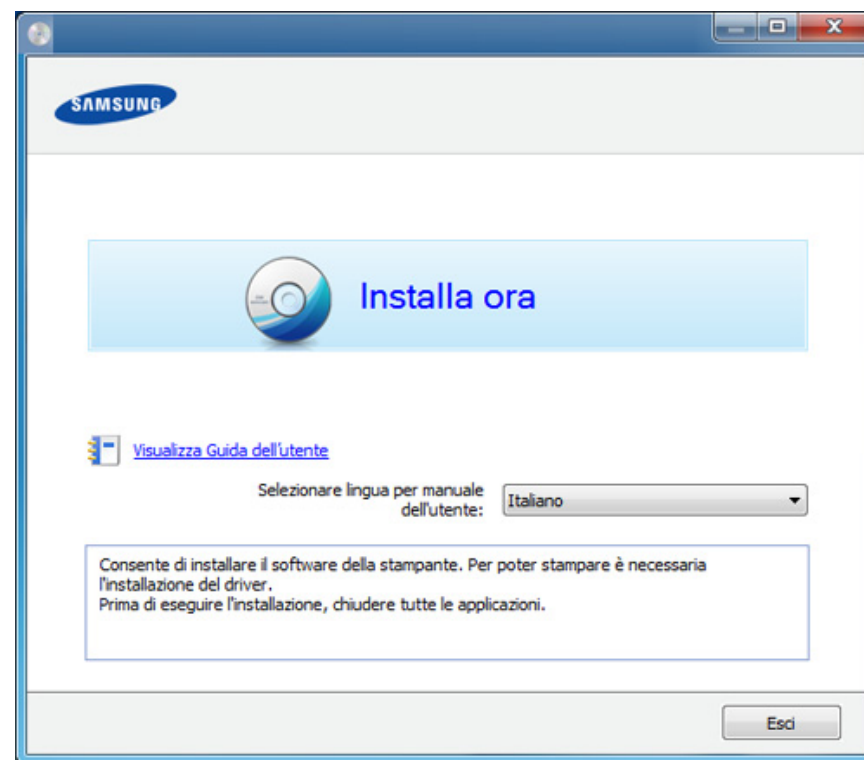 SAMSUNG
Installa ora
Visualizza Guida dell'utente
Selezionare lingua per manuale
dell'utente:
Italiano
Consente di installare il software della stampante. Per poter stampare è necessaria
l'installazione del driver.
Prima di eseguire l'installazione, chiudere tutte le applicazioni.
Esci